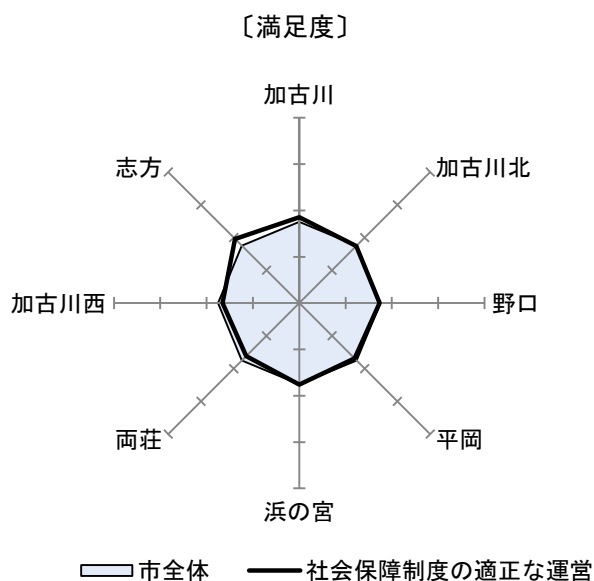 〔満足度〕
加古川
志方
加古川北
加古川西
野口
両荘
平岡
浜の宮
市全体
社会保障制度の適正な運営